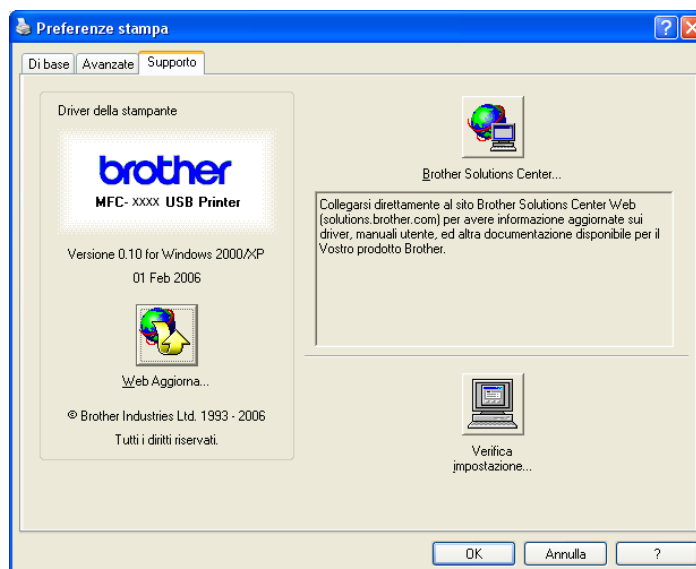 Preferenze stampa
Di base
Avanzate
Supporto
Driver della stampante
brother
MFC- XXXX USB Printer
Versione 0.10 for Windows 2000/XP
01 Feb 2006
Web Aggiorna...
© Brother Industries Ltd. 1993 - 2006
Tutti i diritti riservati.
Brother Solutions Center...
Collegarsi direttamente al sito Brother Solutions Center Web
(solutions.brother.com) per avere informazione aggiornate sui
driver, manuali utente, ed altra documentazione disponibile per il
Vostro prodotto Brother.
Verifica
impostazione...
OK
Annulla
?